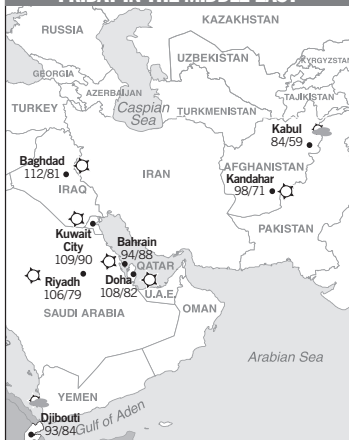 FRIDAY IN THE MIDDLE EAST
KAZAKHSTAN
RUSSIA
UZBEKISTAN
KYRGYZSTAN
GEORGIA
AZERBAIJAN
TAJIKISTAN
TURKEY
Caspian
Sea
TURKMENISTAN
Kabul
84/59
Baghdad
112/81
IRAQ
IRAN
AFGHANISTAN
Kandahar
98/71
PAKISTAN
Kuwait
City
109/90
Bahrain
94/88
QATAR
Riyadh
106/79
Doha
108/82
U.A.E.
SAUDI ARABIA
OMAN
Arabian Sea
YEMEN
Djibouti
93/84
Gulf of Aden